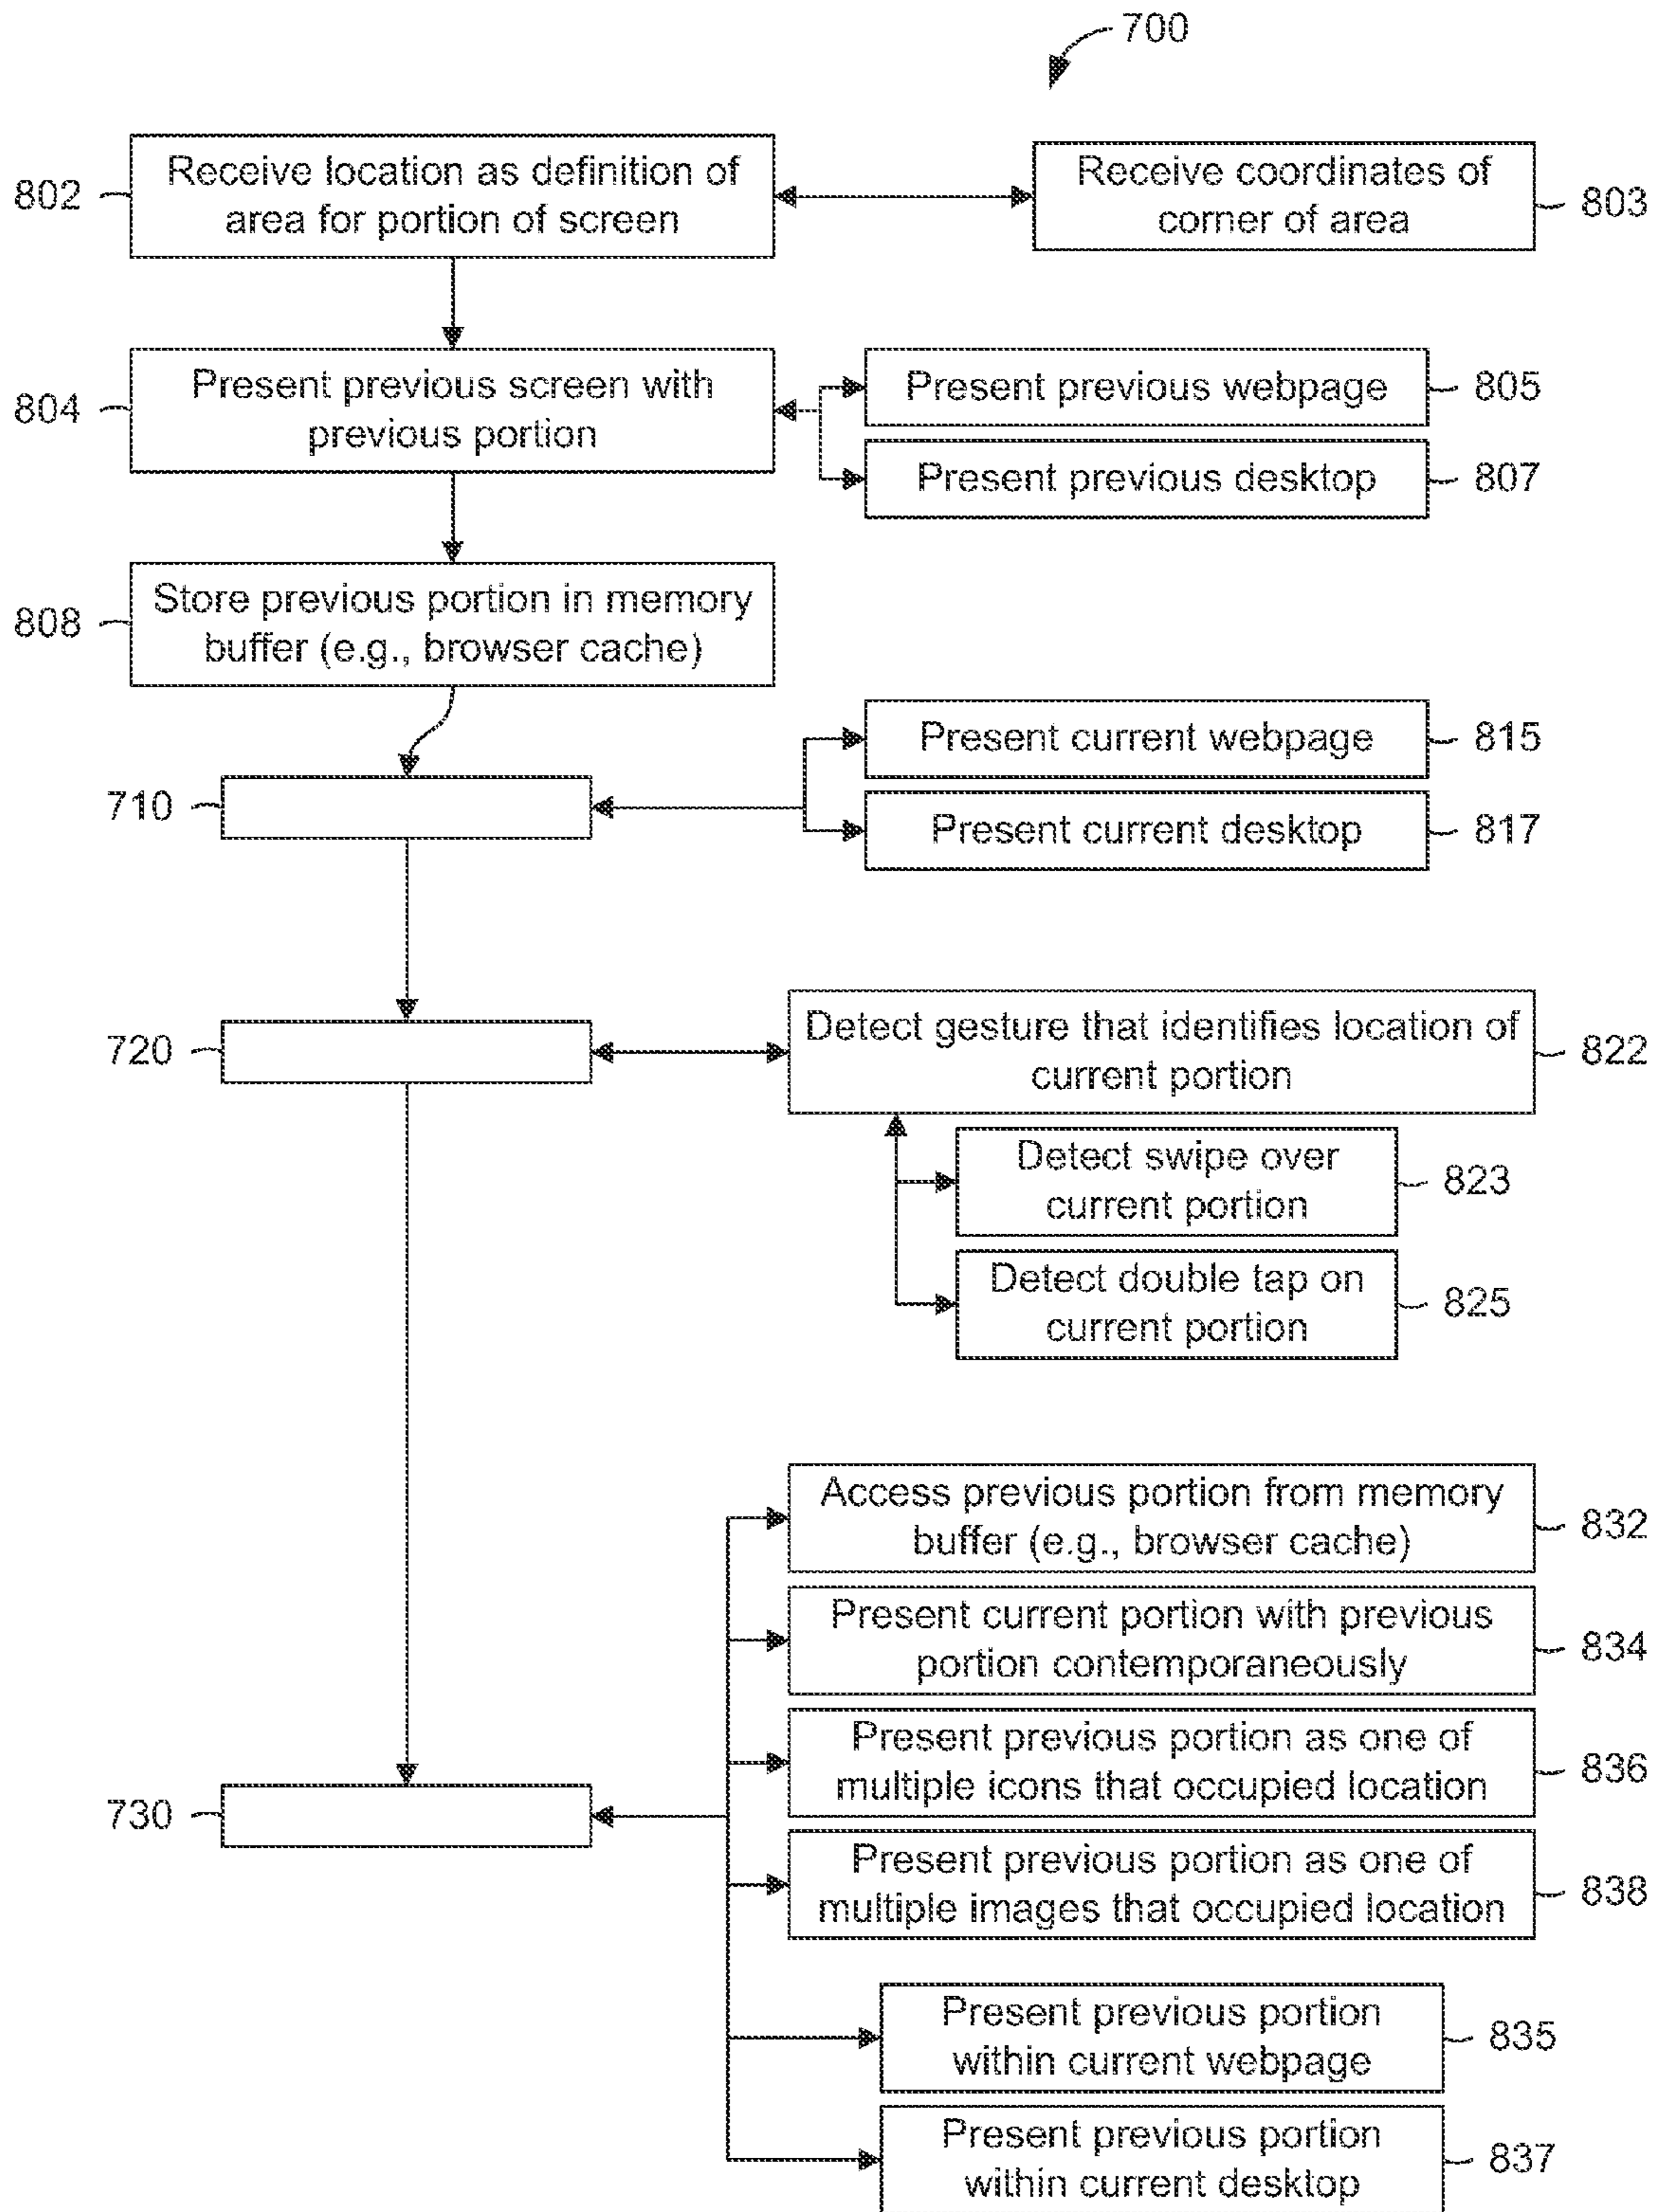 700
802
Receive location as definition of
area for portion of screen
Receive coordinates of
corner of area
803
804
Present previous screen with
previous portion
Present previous webpage
805
Present previous desktop
807
808
Store previous portion in memory
buffer (e.g., browser cache)
Present current webpage
815
710
Present current desktop
817
720
Detect gesture that identifies location of
current portion
822
Detect swipe over
current portion
823
Detect double tap on
current portion
825
Access previous portion from memory
buffer (e.g., browser cache)
832
Present current portion with previous
portion contemporaneously
834
Present previous portion as one of
multiple icons that occupied location
836
730
Present previous portion as one of
multiple images that occupied location
838
Present previous portion
within current webpage
835
Present previous portion
within current desktop
837